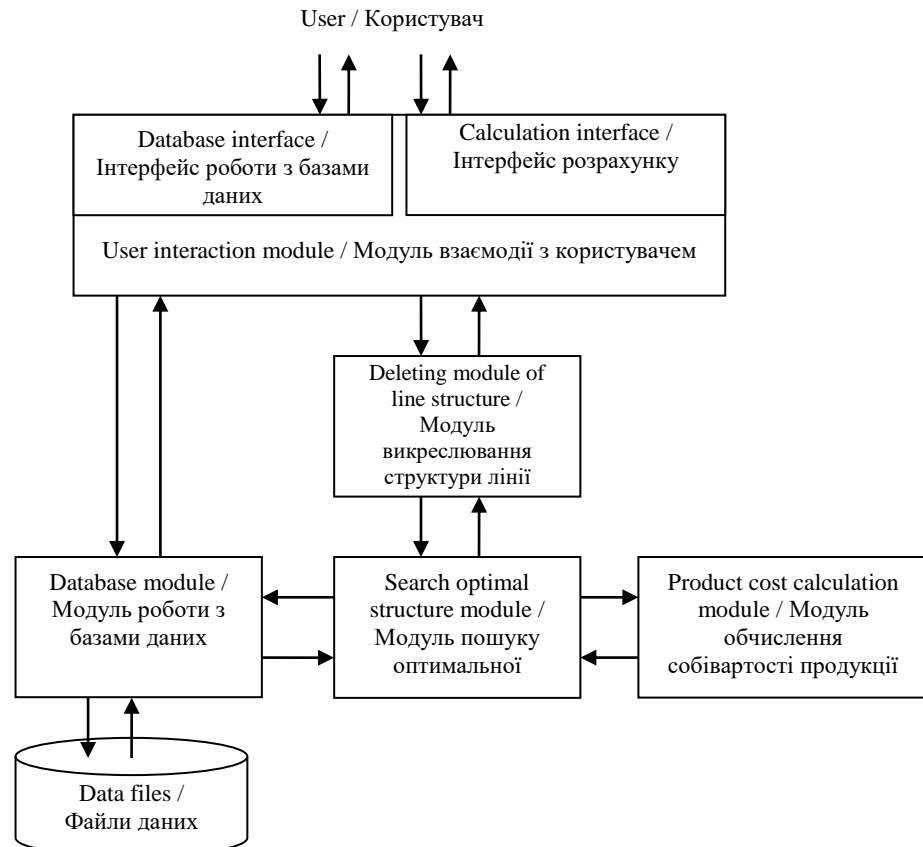 User / Користувач
Database interface /
Інтерфейс роботи з базами
даних
Calculation interface /
Інтерфейс розрахунку
User interaction module / Модуль взаємодії з користувачем
Deleting module of
line structure /
Модуль
викреслювання
структури лінії
Database module /
Модуль роботи з
базами даних
Search optimal
structure module /
Модуль пошуку
оптимальної
Product cost calculation
module / Модуль
обчислення
собівартості продукції
Data files /
Файли даних